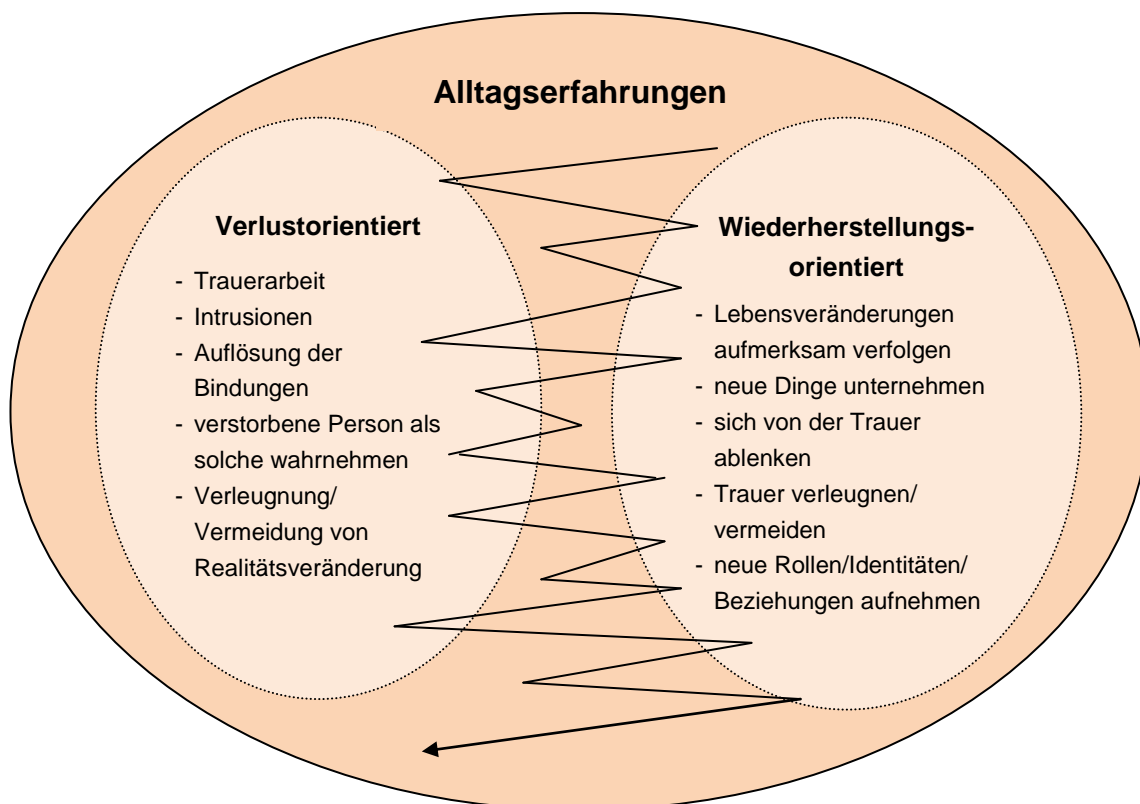 Alltagserfahrungen
Verlustorientiert
- Trauerarbeit
- Intrusionen
- Auflösung der
Bindungen
- verstorbene Person als
solche wahrnehmen
- Verleugnung/
Vermeidung von
Realitätsveränderung
Wiederherstellungs-
orientiert
- Lebensveränderungen
aufmerksam verfolgen
- neue Dinge unternehmen
- sich von der Trauer
ablenken
- Trauer verleugnen/
vermeiden
- neue Rollen/Identitäten/
Beziehungen aufnehmen